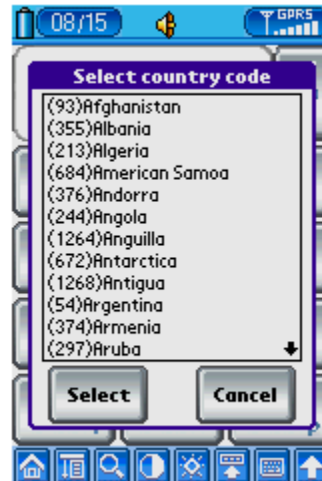 08/15
GPRS
Select country code
(93)Afghanistan
(355)Albania
(213)Algeria
(684)American Samoa
(376)Andorra
(244)Angola
(1264)Anguilla
(672)Antarctica
(1268)Antigua
(54)Argentina
(374)Armenia
(297)Aruba
Select
Cancel